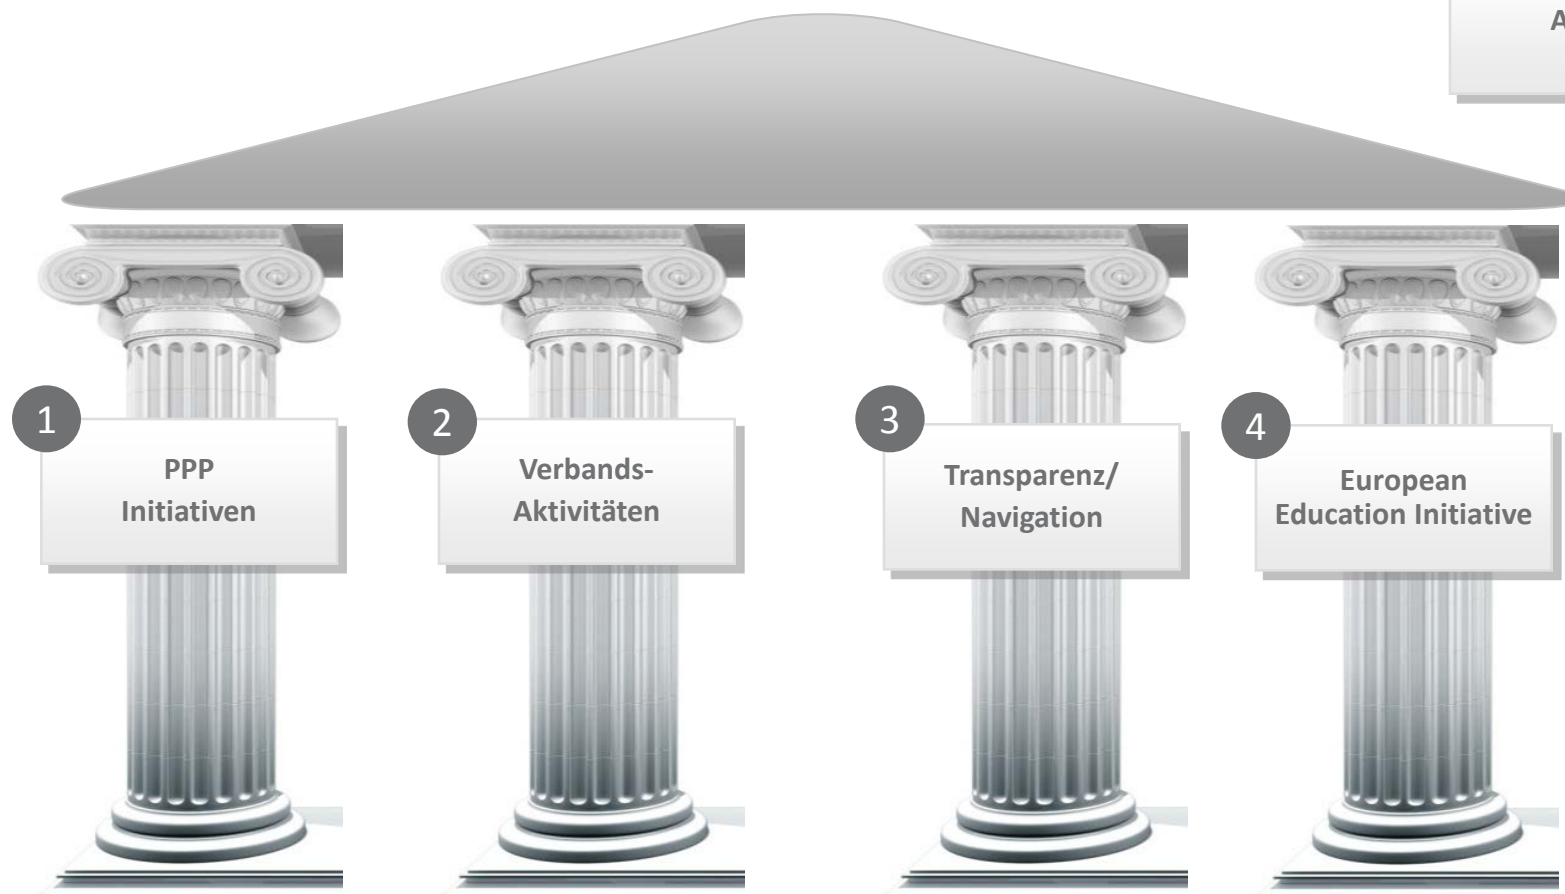 1
PPP
Initiativen
2
Verbands-
Aktivitäten
3
Transparenz/
Navigation
4
European
Education Initiative